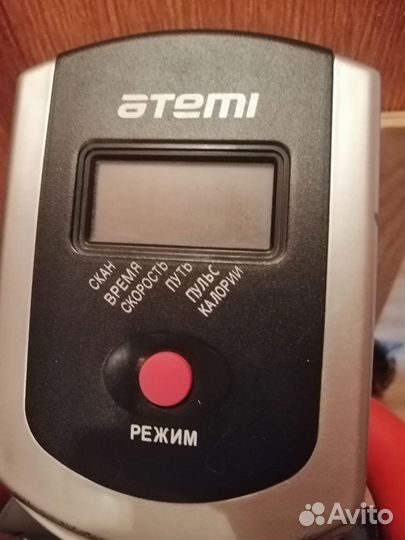 atemi
СКАН
ВРЕМЯ
СКОРОСТЬ
ПУТЬ
ПУЛЬС
КАЛОРИИ
РЕЖИМ
Avito